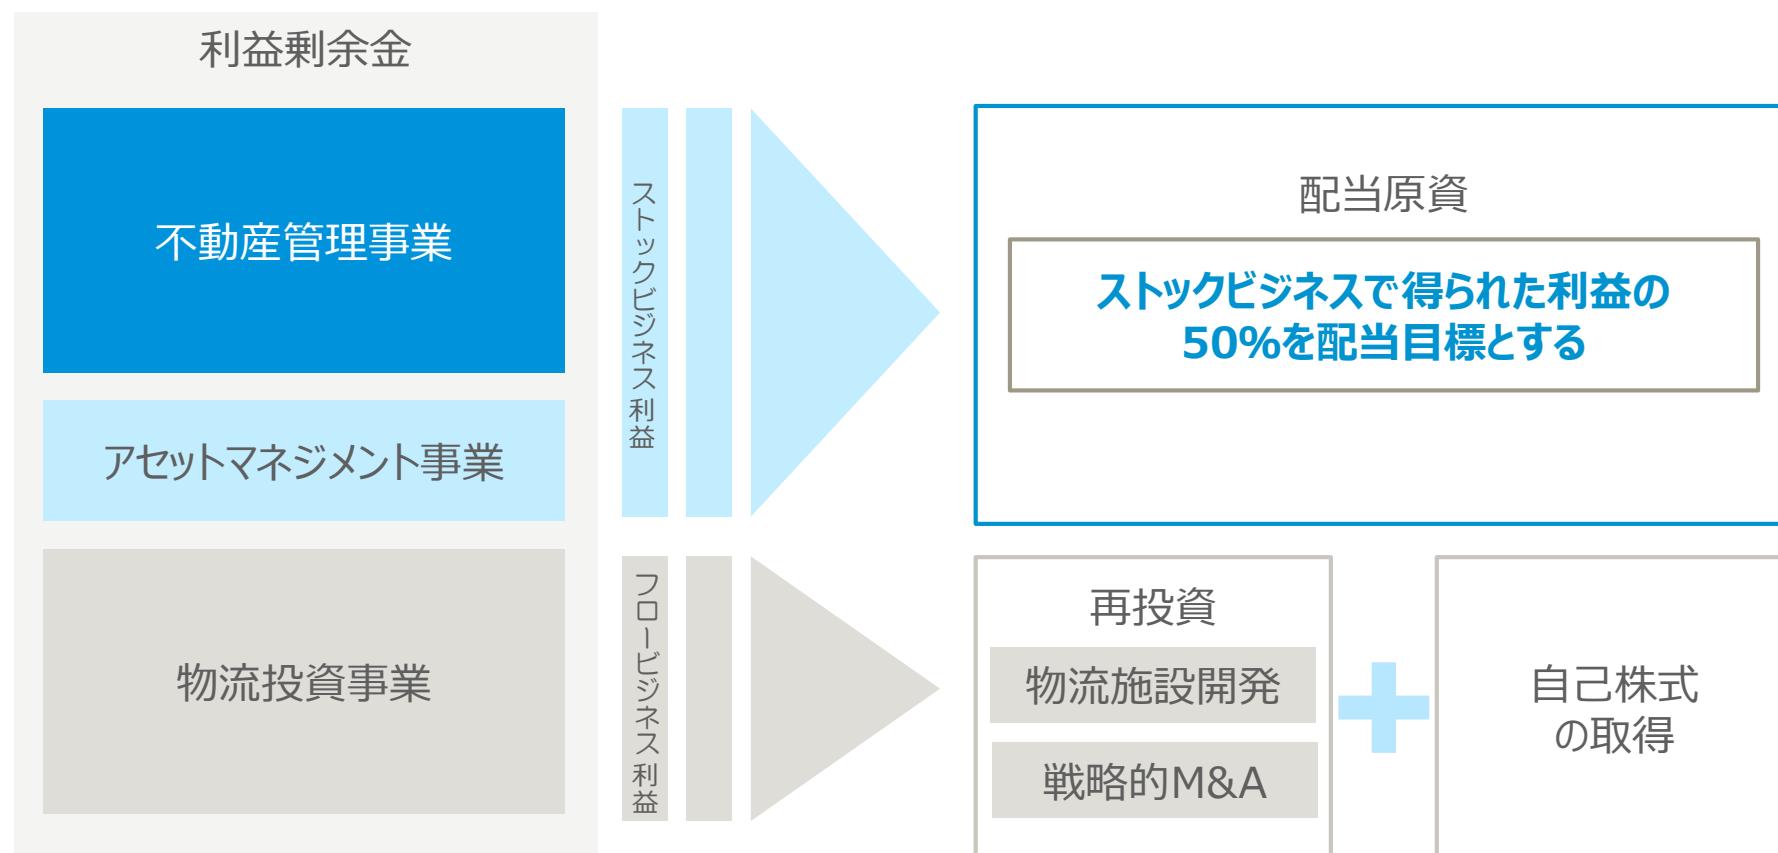 利益剰余金
不動産管理事業
アセットマネジメント事業
物流投資事業
ストックビジネス利益
フロービジネス利益
配当原資
ストックビジネスで得られた利益の
50%を配当目標とする
再投資
物流施設開発
戦略的M&A
自己株式
の取得